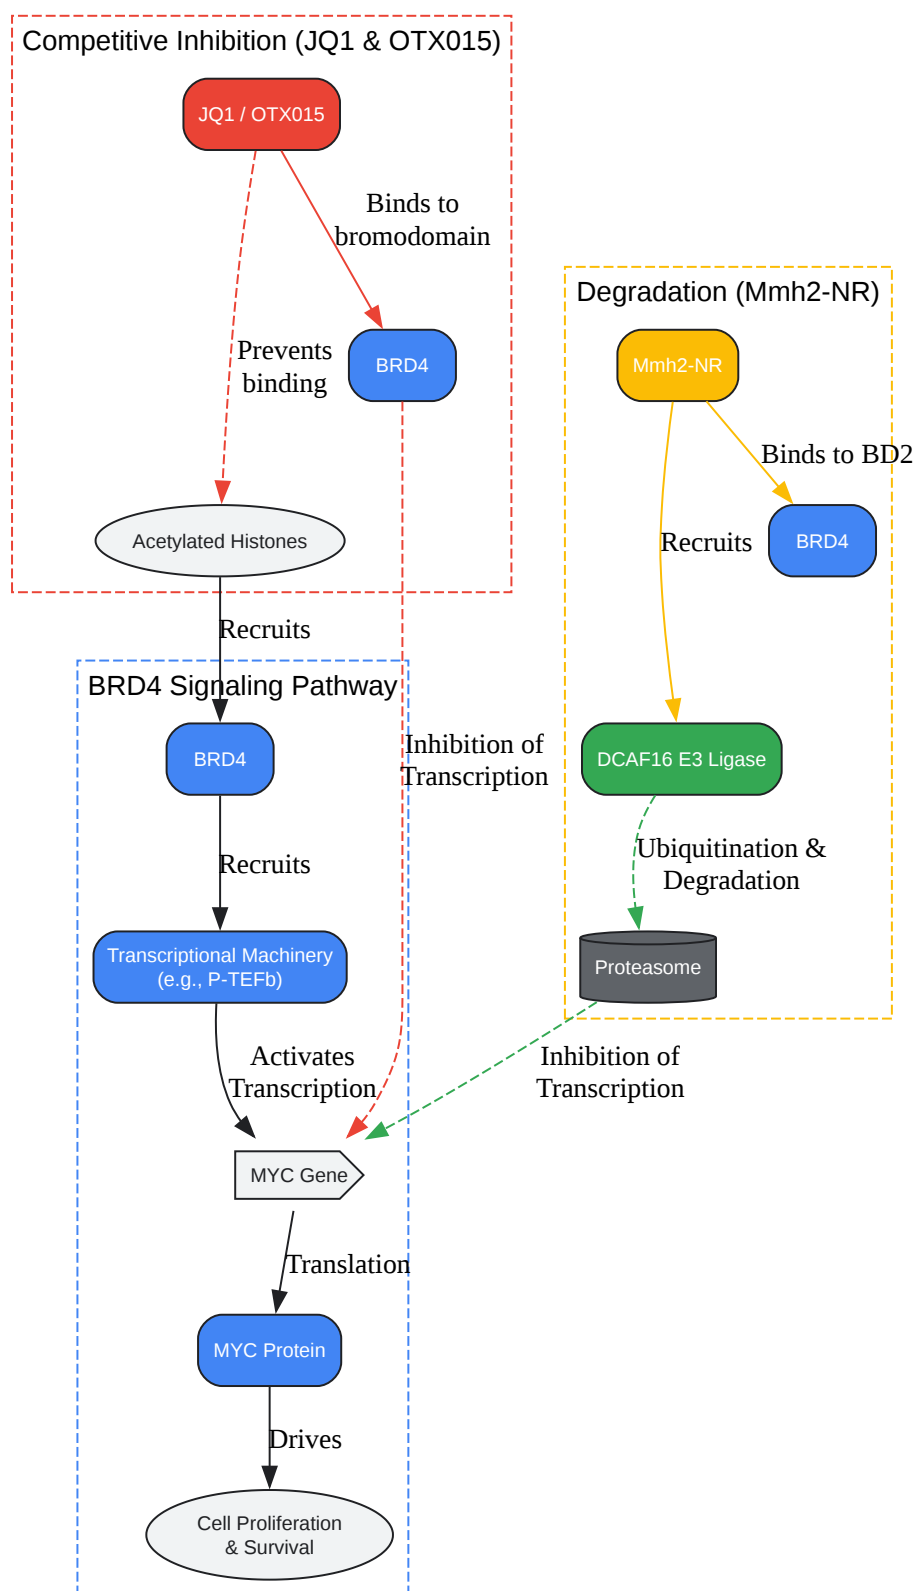 Competitive Inhibition (JQ1 & OTX015)
JQ1 / OTX015
Binds to
bromodomain
Prevents
binding
BRD4
Acetylated Histones
Degradation (Mmh2-NR)
Mmh2-NR
Binds to BD2
Recruits
BRD4
DCAF16 E3 Ligase
Ubiquitination &
Degradation
Proteasome
Recruits
BRD4 Signaling Pathway
BRD4
Inhibition of
Transcription
Recruits
Transcriptional Machinery
(e.g., P-TEFb)
Activates
Transcription
Inhibition of
Transcription
MYC Gene
Translation
MYC Protein
Drives
Cell Proliferation
& Survival